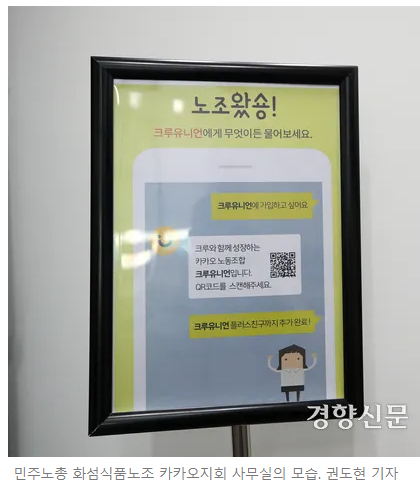 노조왔숑!
크루유니언에게 무엇이든 물어보세요.
크루유니언에 가입하고 싶어요
크루와 함께 성장하는
카카오 노동조합
크루유니언입니다.
QR코드를 스캔해주세요.
크루유니언 플러스친구까지 추가 완료!
경향신문
민주노총 화섬식품노조 카카오지회 사무실의 모습. 권도현 기자